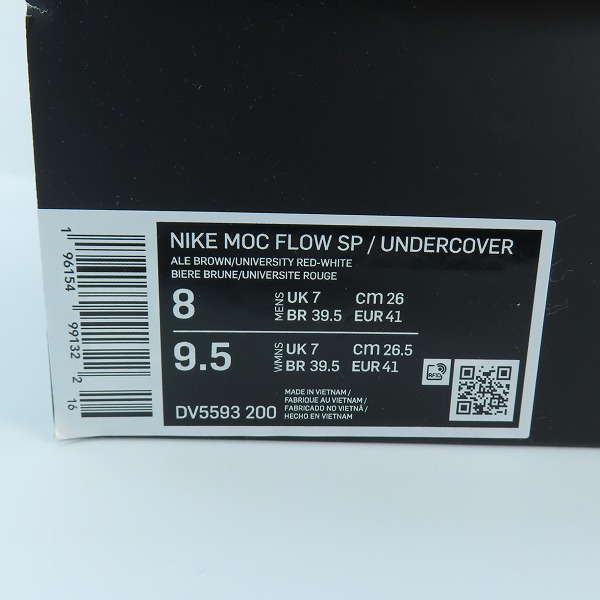 NIKE MOC FLOW SP / UNDERCOVER
ALE BROWN/UNIVERSITY RED-WHITE
BIERE BRUNE/UNIVERSITE ROUGE
8 MENS UK 7 cm 26
BR 39.5 EUR 41
9.5 WMNS UK 7 cm 26.5
BR 39.5 EUR 41
RFID
DV5593 200
MADE IN VIETNAM/
FABRIQUE AU VIETNAM/
FABRICADO NO VIETNÃ/
HECHO EN VIETNAM
1 96154 99132 2 16